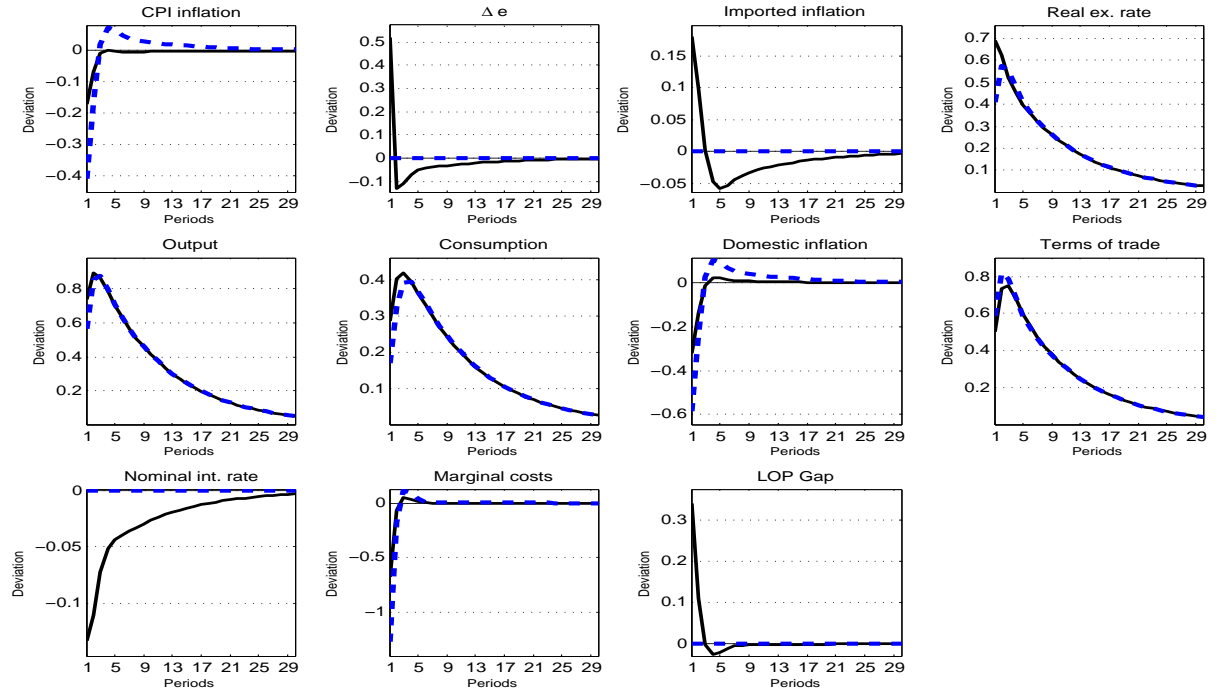 CPI inflation
Deviation
0
−0.1
−0.2
−0.3
−0.4
1 5 9 13 17 21 25 29
Periods
Δ e
Deviation
0.5
0.4
0.3
0.2
0.1
0
−0.1
1 5 9 13 17 21 25 29
Periods
Imported inflation
Deviation
0.15
0.1
0.05
0
−0.05
1 5 9 13 17 21 25 29
Periods
Real ex. rate
Deviation
0.7
0.6
0.5
0.4
0.3
0.2
0.1
1 5 9 13 17 21 25 29
Periods
Output
Deviation
0.8
0.6
0.4
0.2
1 5 9 13 17 21 25 29
Periods
Consumption
Deviation
0.4
0.3
0.2
0.1
1 5 9 13 17 21 25 29
Periods
Domestic inflation
Deviation
0
−0.2
−0.4
−0.6
1 5 9 13 17 21 25 29
Periods
Terms of trade
Deviation
0.8
0.6
0.4
0.2
1 5 9 13 17 21 25 29
Periods
Nominal int. rate
Deviation
0
−0.05
−0.1
1 5 9 13 17 21 25 29
Periods
Marginal costs
Deviation
0
−0.5
−1
1 5 9 13 17 21 25 29
Periods
LOP Gap
Deviation
0.3
0.2
0.1
0
1 5 9 13 17 21 25 29
Periods